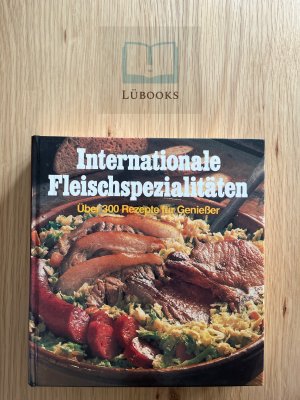 LÜBOOKS
Internationale
Fleischspezialitäten
Über 300 Rezepte für Genießer